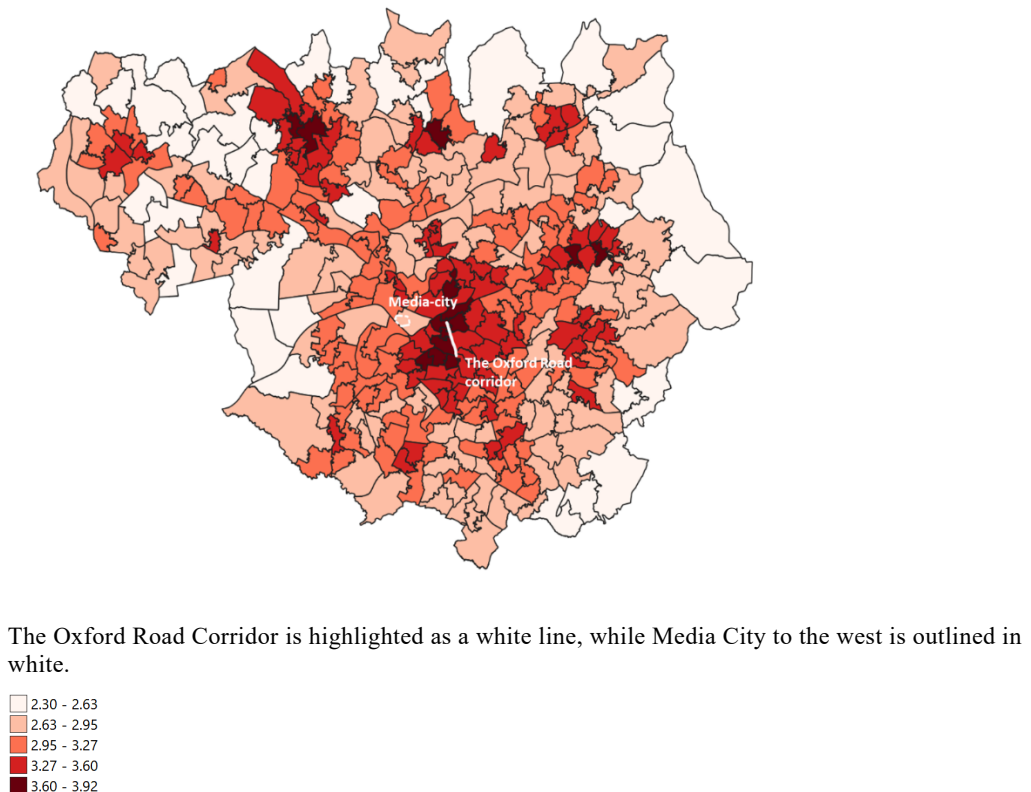 Media-city
The Oxford Road
corridor
The Oxford Road Corridor is highlighted as a white line, while Media City to the west is outlined in
white.
2.30 - 2.63
2.63 - 2.95
2.95 - 3.27
3.27 - 3.60
3.60 - 3.92